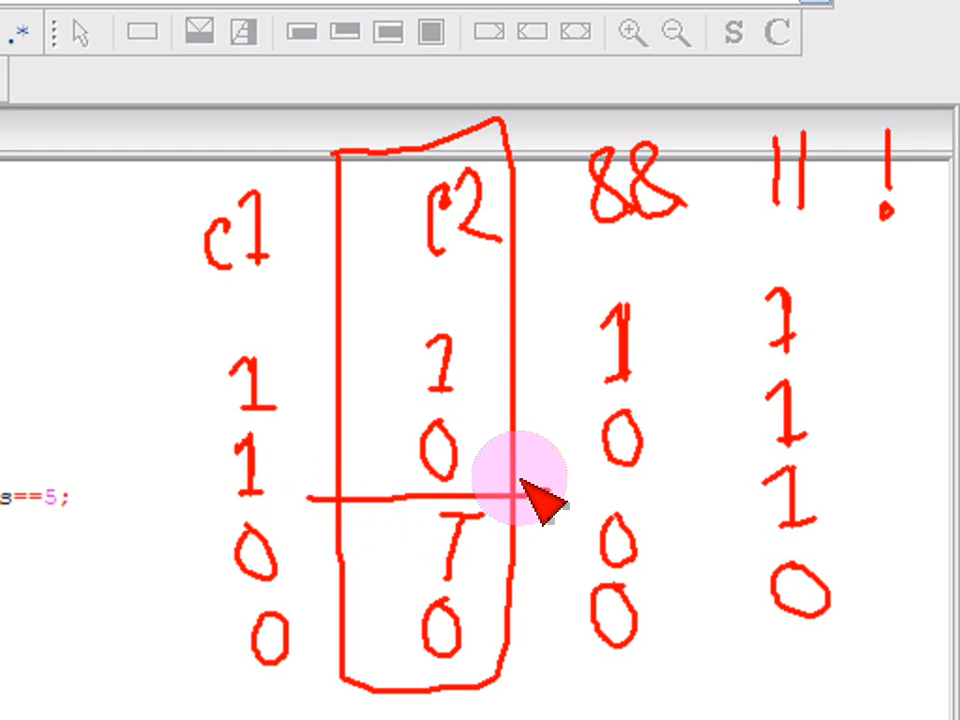 .*
S C
c1 c2 && || !
1 1 1 1
1 0 0 1
s==5;
0 1 0 1
0 0 0 0